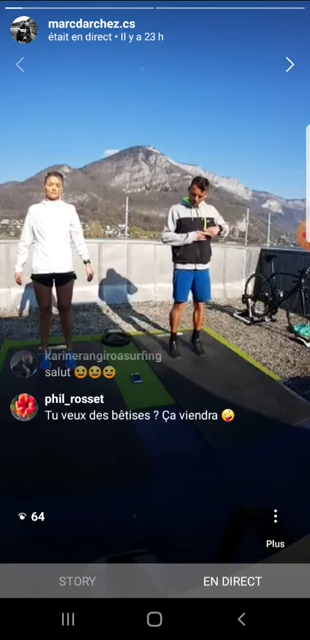 marcdarchez.cs
était en direct • Il y a 23 h
karinerangiroasurfing
salut 😆😆😆
phil_rosset
Tu veux des bêtises ? Ça viendra 🤪
64
Plus
STORY
EN DIRECT